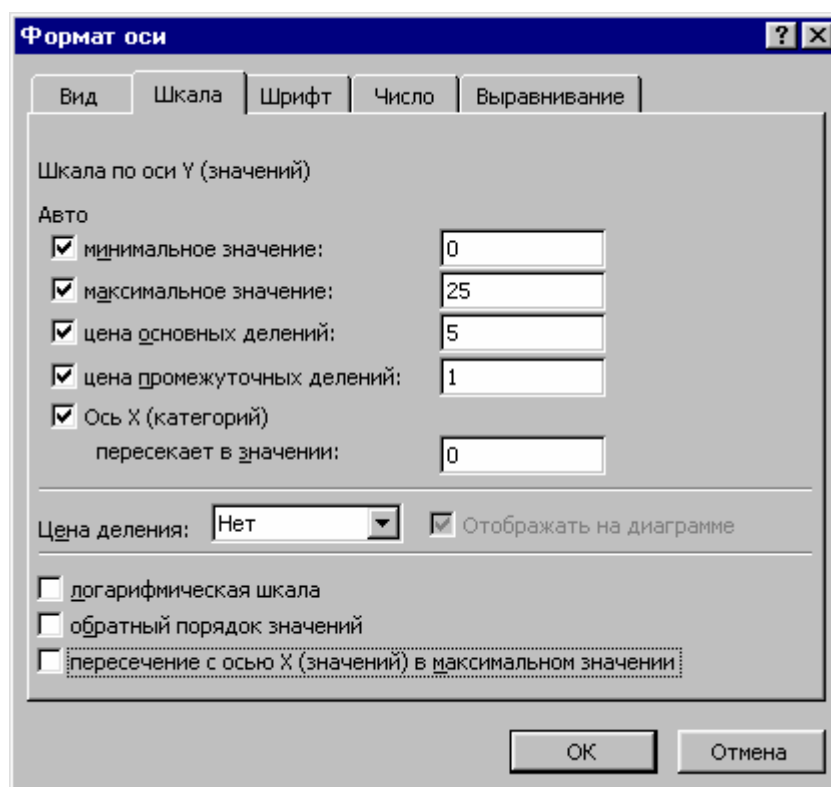 Формат оси
Вид Шкала Шрифт Число Выравнивание
Шкала по оси Y (значений)
Авто
минимальное значение: 0
максимальное значение: 25
цена основных делений: 5
цена промежуточных делений: 1
Ось X (категорий)
пересекает в значении: 0
Цена деления: Нет Отображать на диаграмме
логарифмическая шкала
обратный порядок значений
пересечение с осью X (значений) в максимальном значении
OK Отмена